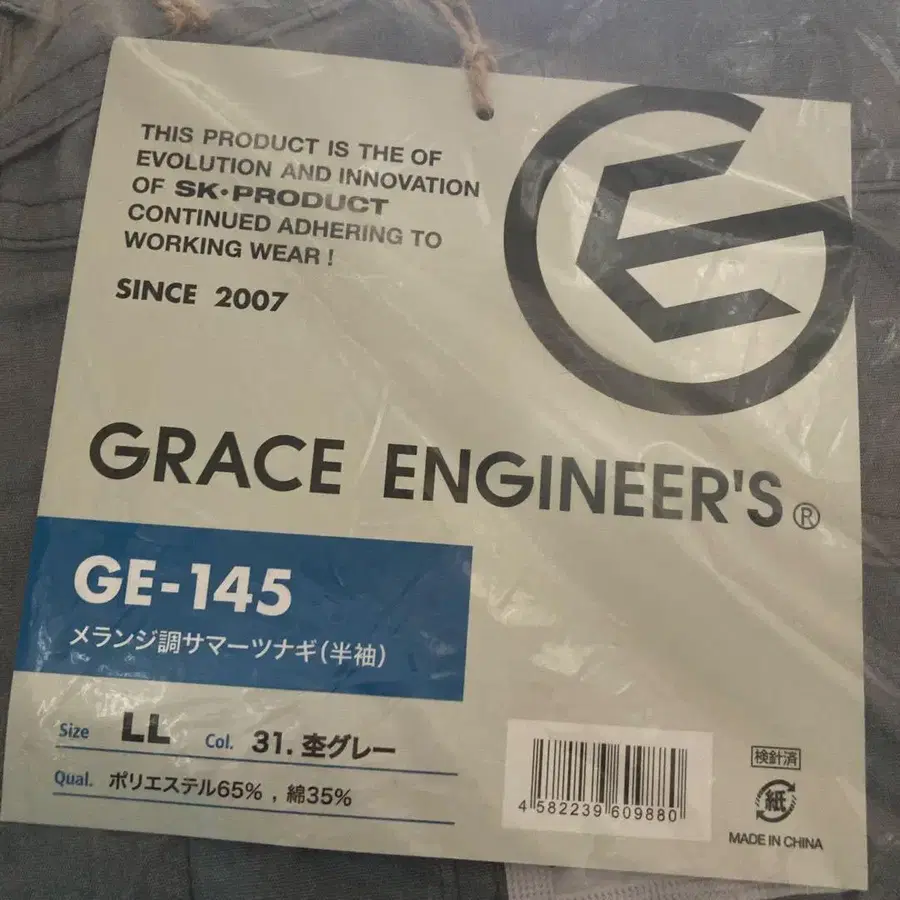 THIS PRODUCT IS THE OF
EVOLUTION AND INNOVATION
OF SK・PRODUCT
CONTINUED ADHERING TO
WORKING WEAR !
SINCE 2007
GRACE ENGINEER'S®
GE-145
メランジ調サマーツナギ(半袖)
Size LL Col. 31. 杢グレー
Qual. ポリエステル65% , 綿35%
4 582239 609880
検針済
紙
MADE IN CHINA